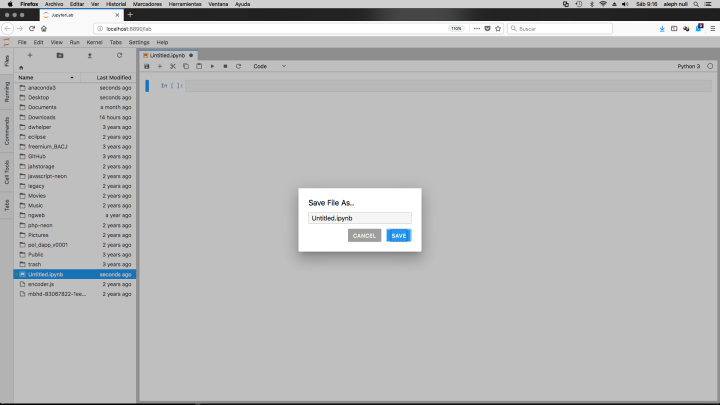 Firefox Archivo Editar Ver Historial Marcadores Herramientas Ventana Ayuda Sáb 9:16 aleph null
JupyterLab
localhost:8890/lab 110% Buscar
File Edit View Run Kernel Tabs Settings Help
Files
Running
Commands
Cell Tools
Tabs
Name Last Modified
anaconda3 seconds ago
Desktop seconds ago
Documents a month ago
Downloads 14 hours ago
dwhelper 3 years ago
eclipse 2 years ago
freemium_BACJ 3 years ago
GitHub 3 years ago
jahstorage 2 years ago
javascript-neon 2 years ago
legacy 2 years ago
Movies 2 years ago
Music 2 years ago
ngweb a year ago
php-neon 2 years ago
Pictures 2 years ago
pol_dapp_v0001 2 years ago
Public 3 years ago
trash 3 years ago
Untitled.ipynb seconds ago
encoder.js 2 years ago
mbhd-83067822-1ee... 2 years ago
Untitled.ipynb
Code Python 3
In [ ]:
Save File As..
Untitled.ipynb
CANCEL SAVE